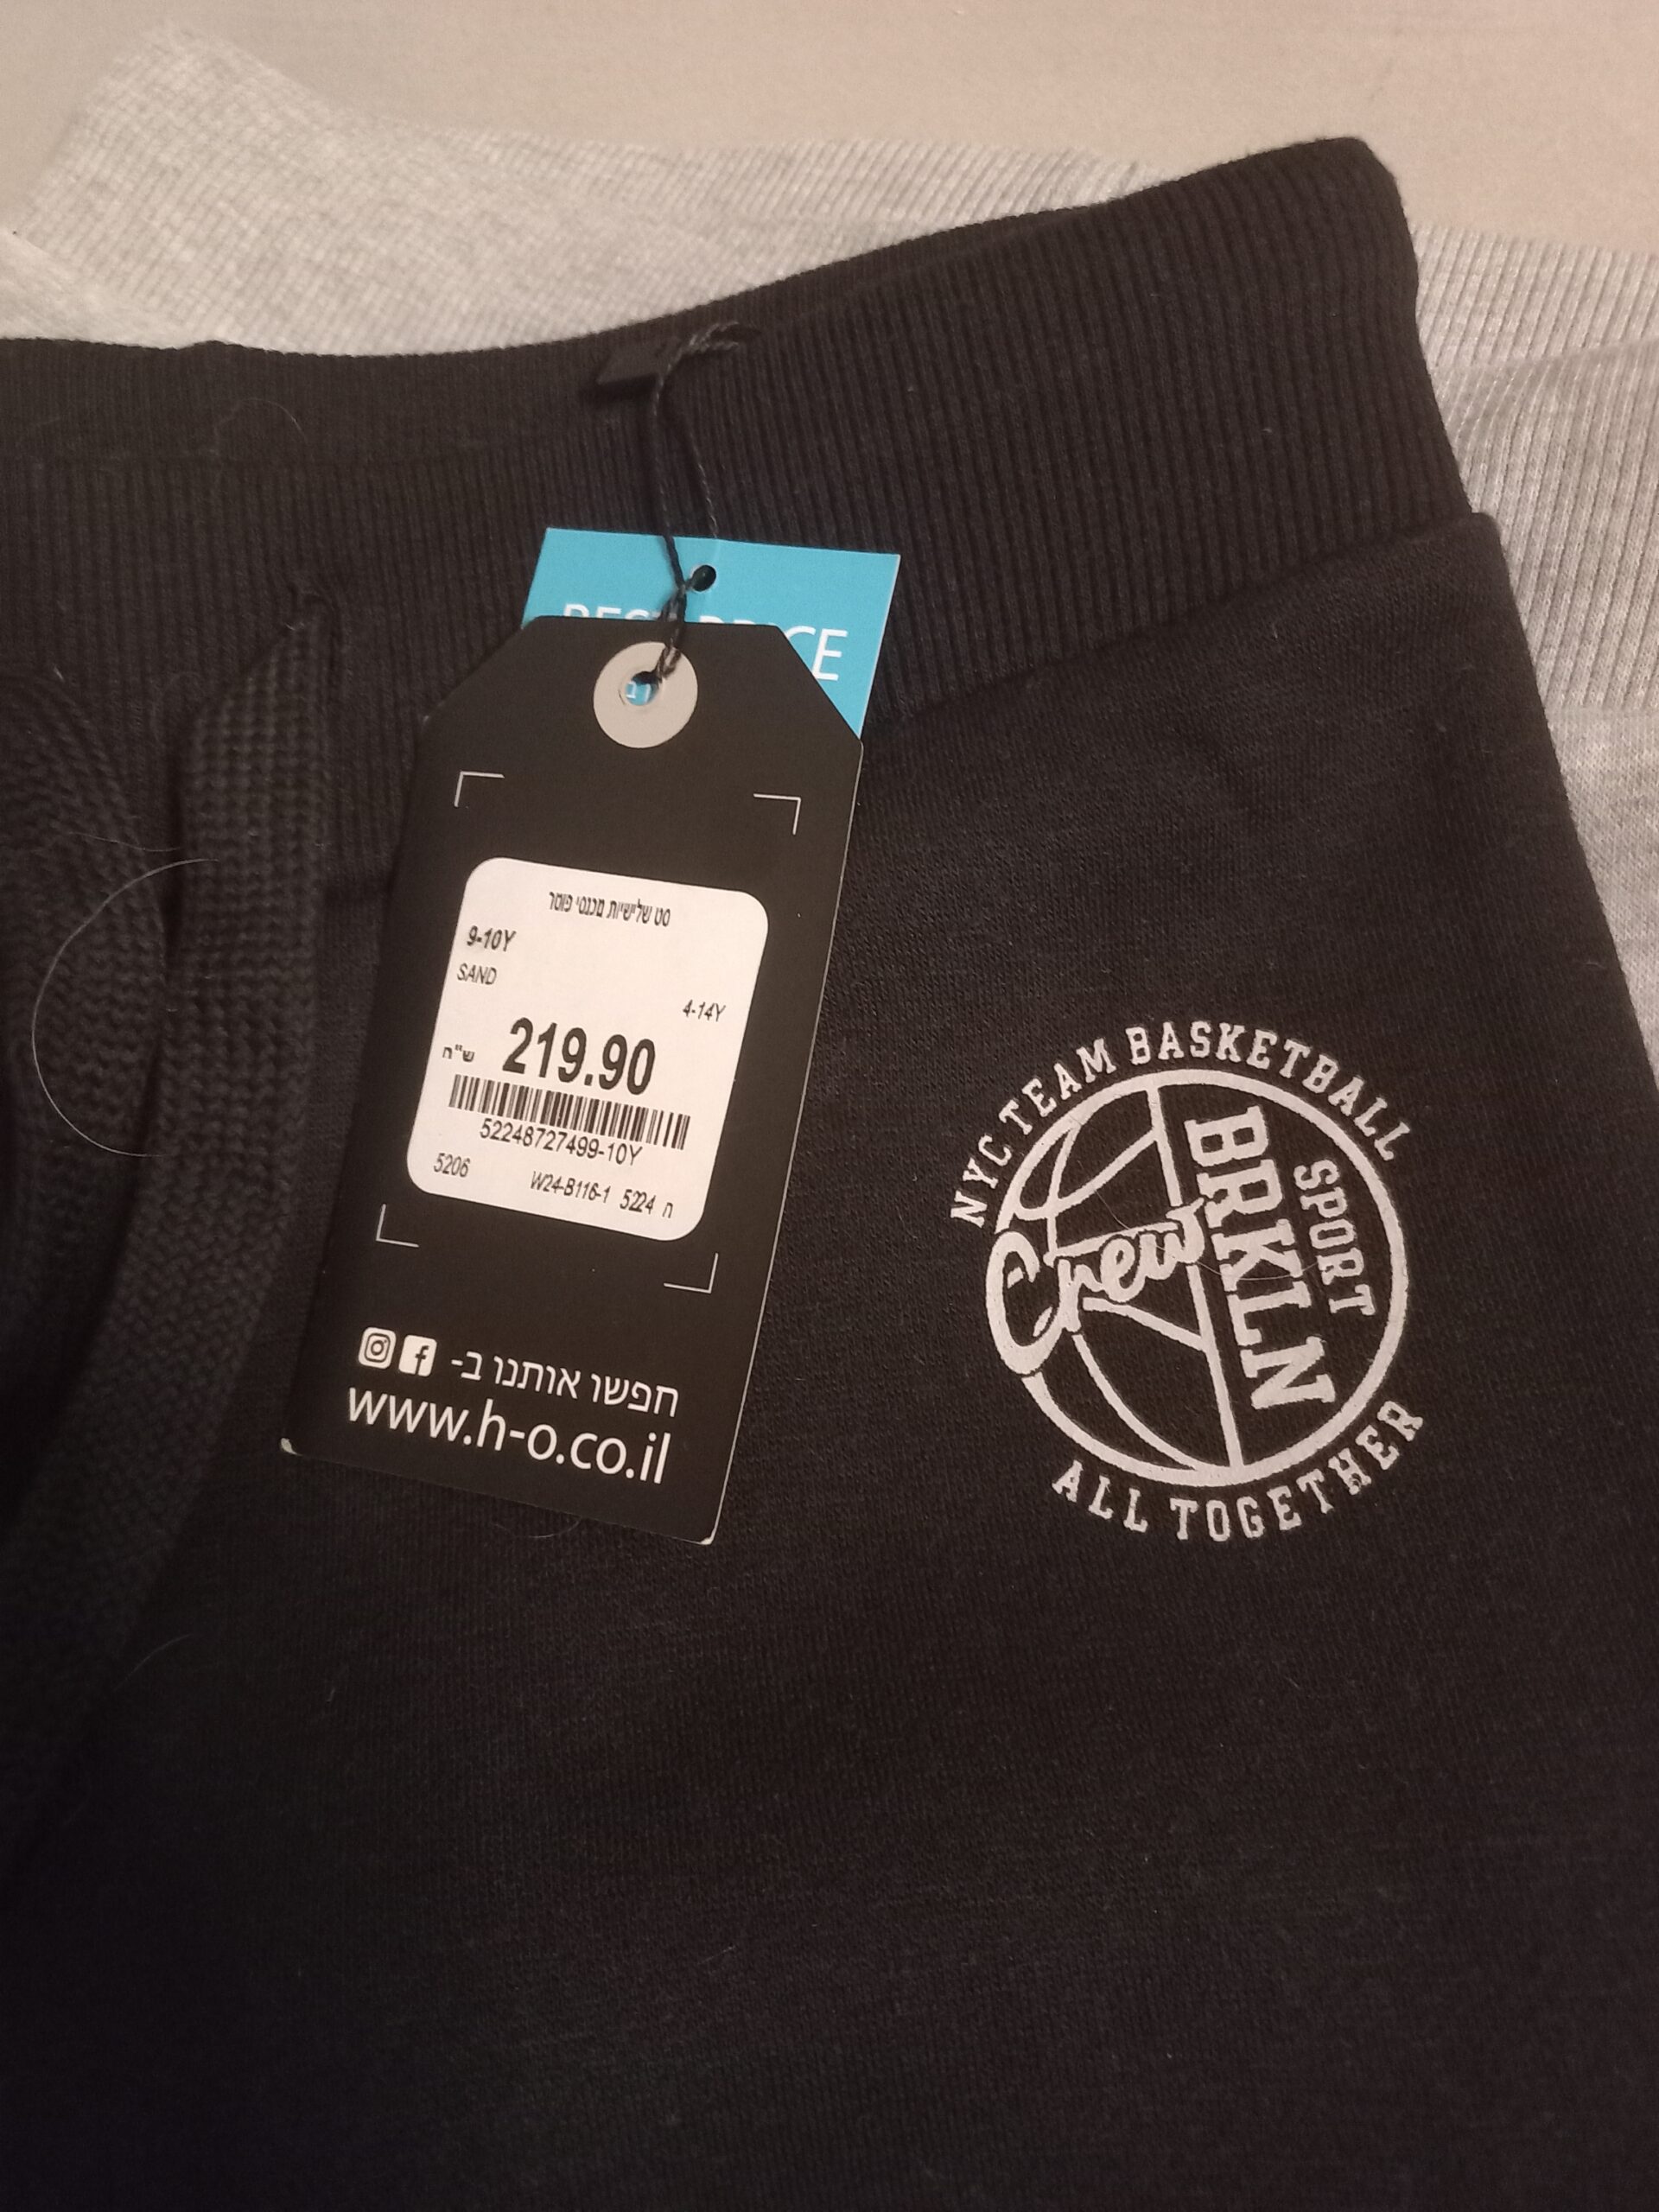 BEST PRICE
סט שלישיות מכנסי פוטר
9-10Y
SAND
4-14Y
219.90 ש"ח
52248727499-10Y
5206 W24-B116-1 5224 ח
חפשו אותנו ב-
www.h-o.co.il
NYC TEAM BASKETBALL
SPORT
BRKLN
Crew
ALL TOGETHER